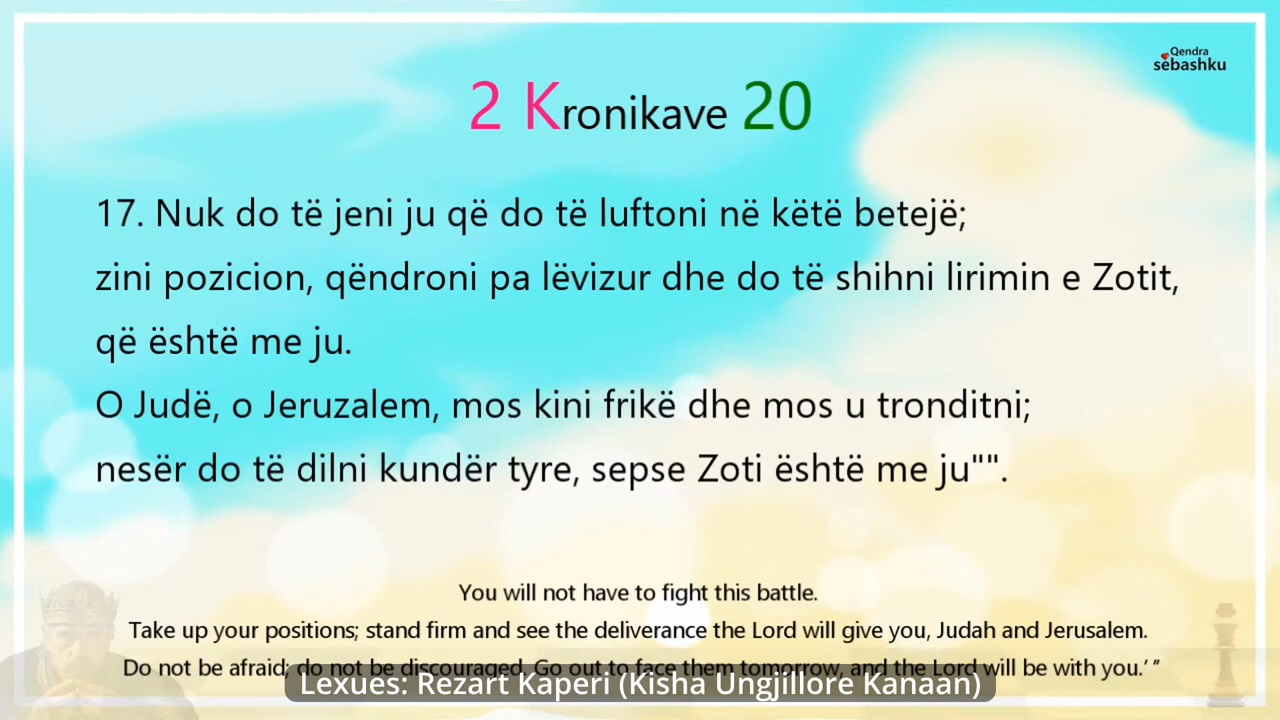 Qendra
sëbashku
2 Kronikave 20
17. Nuk do të jeni ju që do të luftoni në këtë betejë;
zini pozicion, qëndroni pa lëvizur dhe do të shihni lirimin e Zotit,
që është me ju.
O Judë, o Jeruzalem, mos kini frikë dhe mos u tronditni;
nesër do të dilni kundër tyre, sepse Zoti është me ju"".
You will not have to fight this battle.
Take up your positions; stand firm and see the deliverance the Lord will give you, Judah and Jerusalem.
Do not be afraid; do not be discouraged. Go out to face them tomorrow, and the Lord will be with you.’ ”
Lexues: Rezart Kaperi (Kisha Ungjillore Kanaan)